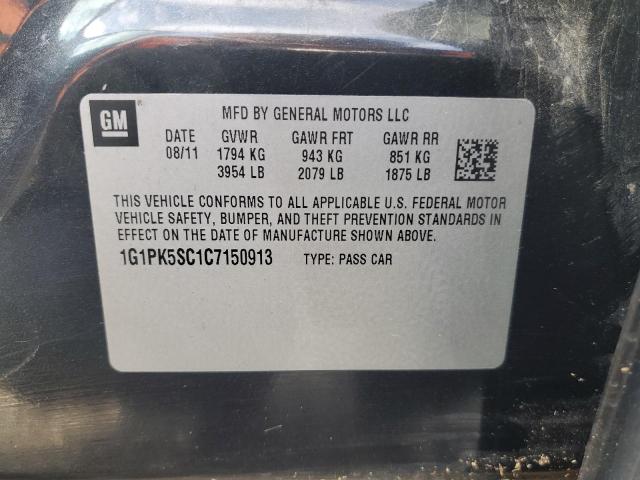 GM
MFD BY GENERAL MOTORS LLC
DATE GVWR GAWR FRT GAWR RR
08/11 1794 KG 943 KG 851 KG
3954 LB 2079 LB 1875 LB
THIS VEHICLE CONFORMS TO ALL APPLICABLE U.S. FEDERAL MOTOR
VEHICLE SAFETY, BUMPER, AND THEFT PREVENTION STANDARDS IN
EFFECT ON THE DATE OF MANUFACTURE SHOWN ABOVE.
1G1PK5SC1C7150913 TYPE: PASS CAR